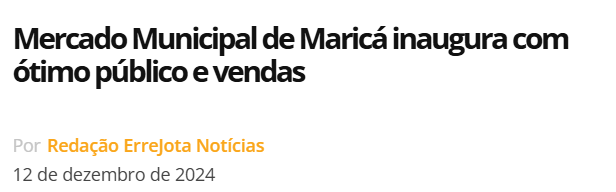 Mercado Municipal de Maricá inaugura com
ótimo público e vendas
Por Redação ErreJota Notícias
12 de dezembro de 2024